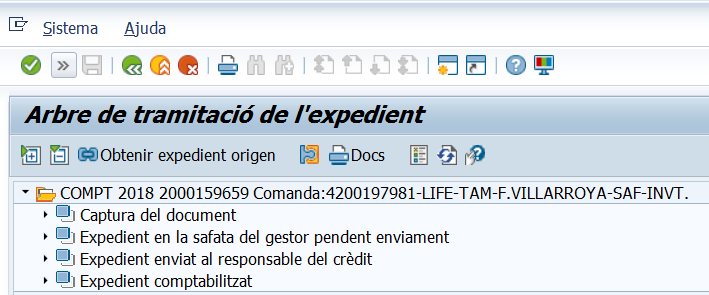 Sistema Ajuda
Arbre de tramitació de l'expedient
Obtenir expedient origen Docs
COMPT 2018 2000159659 Comanda:4200197981-LIFE-TAM-F.VILLARROYA-SAF-INVT.
Captura del document
Expedient en la safata del gestor pendent enviament
Expedient enviat al responsable del crèdit
Expedient comptabilitzat